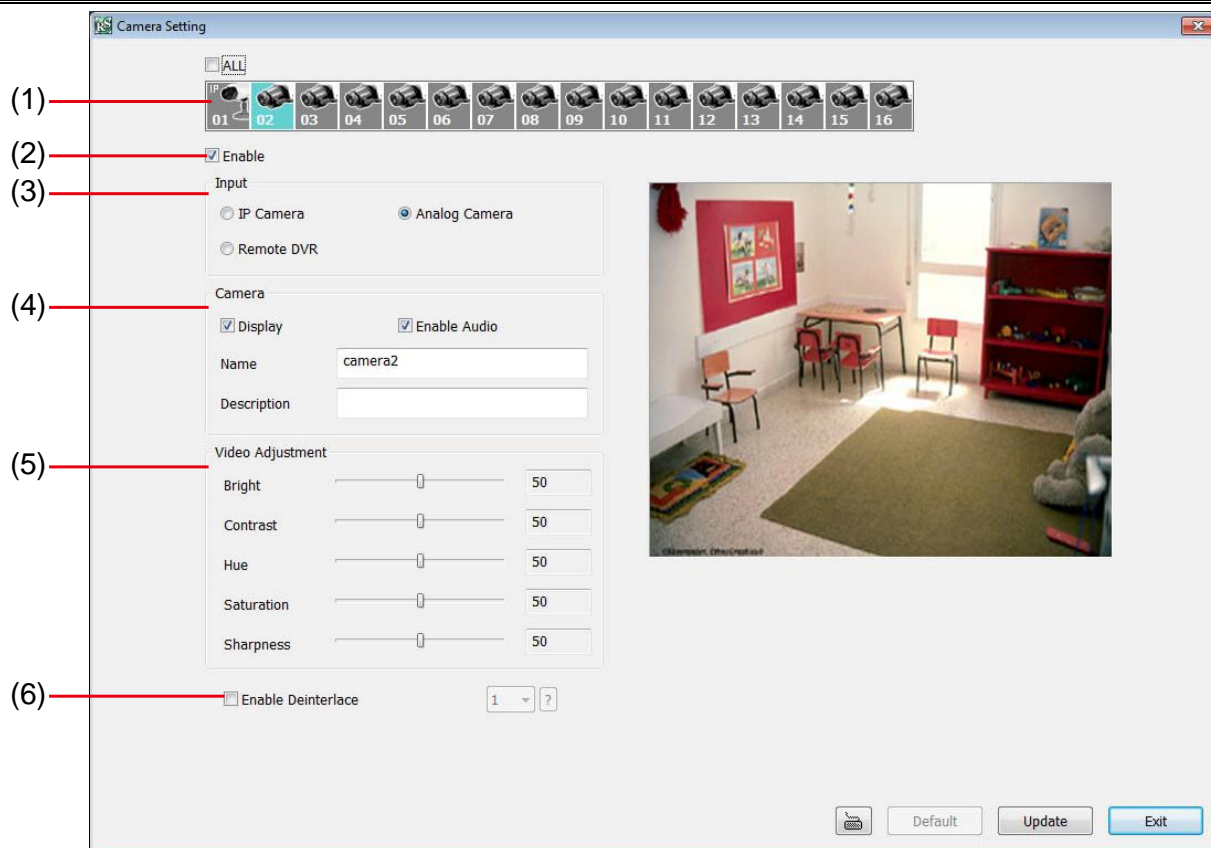 Camera Setting
ALL
(1)
IP
01 02 03 04 05 06 07 08 09 10 11 12 13 14 15 16
(2)
Enable
(3)
Input
IP Camera Analog Camera
Remote DVR
(4)
Camera
Display Enable Audio
Name camera2
Description
(5)
Video Adjustment
Bright 50
Contrast 50
Hue 50
Saturation 50
Sharpness 50
(6)
Enable Deinterlace 1 ?
Default Update Exit